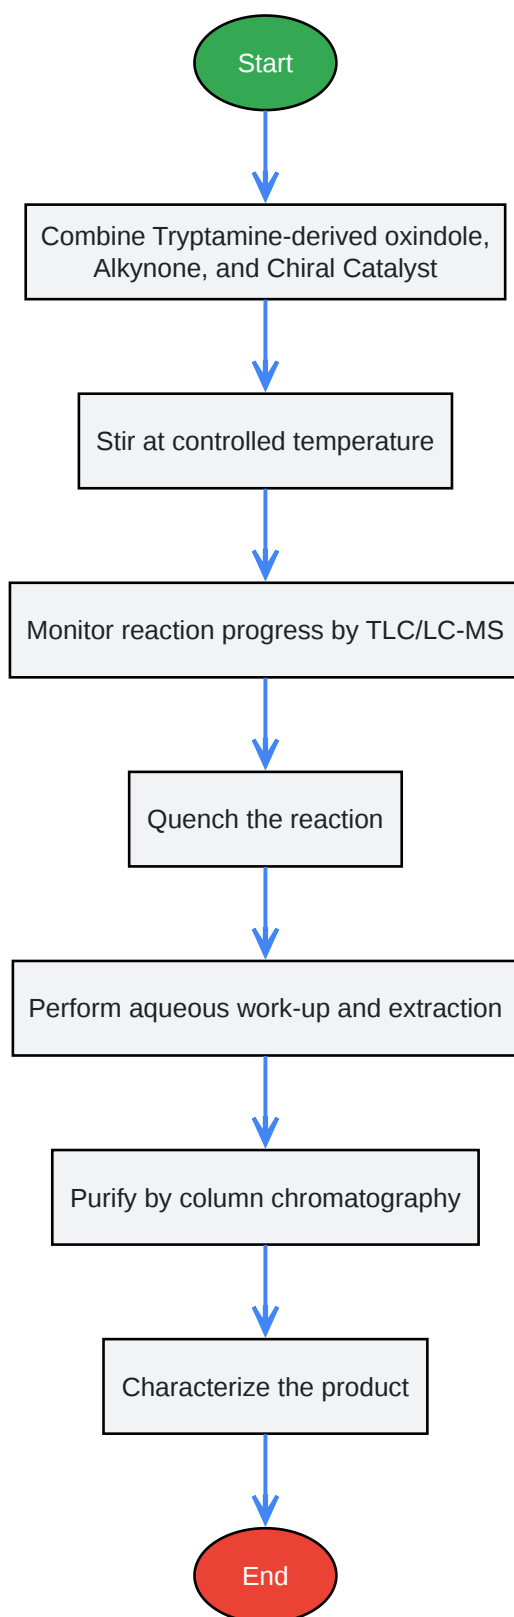 Start
Combine Tryptamine-derived oxindole,
Alkynone, and Chiral Catalyst
Stir at controlled temperature
Monitor reaction progress by TLC/LC-MS
Quench the reaction
Perform aqueous work-up and extraction
Purify by column chromatography
Characterize the product
End